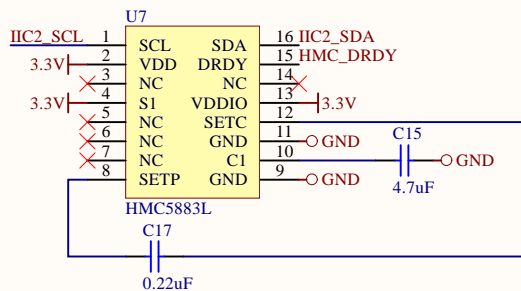 U7
IIC2_SCL 1 SCL SDA 16 IIC2_SDA
3.3V 2 VDD DRDY 15 HMC_DRDY
3 NC NC 14
3.3V 4 S1 VDDIO 13 3.3V
5 NC SETC 12
6 NC GND 11 GND
7 NC C1 10 C15 GND
8 SETP GND 9 GND
4.7uF
HMC5883L
C17
0.22uF